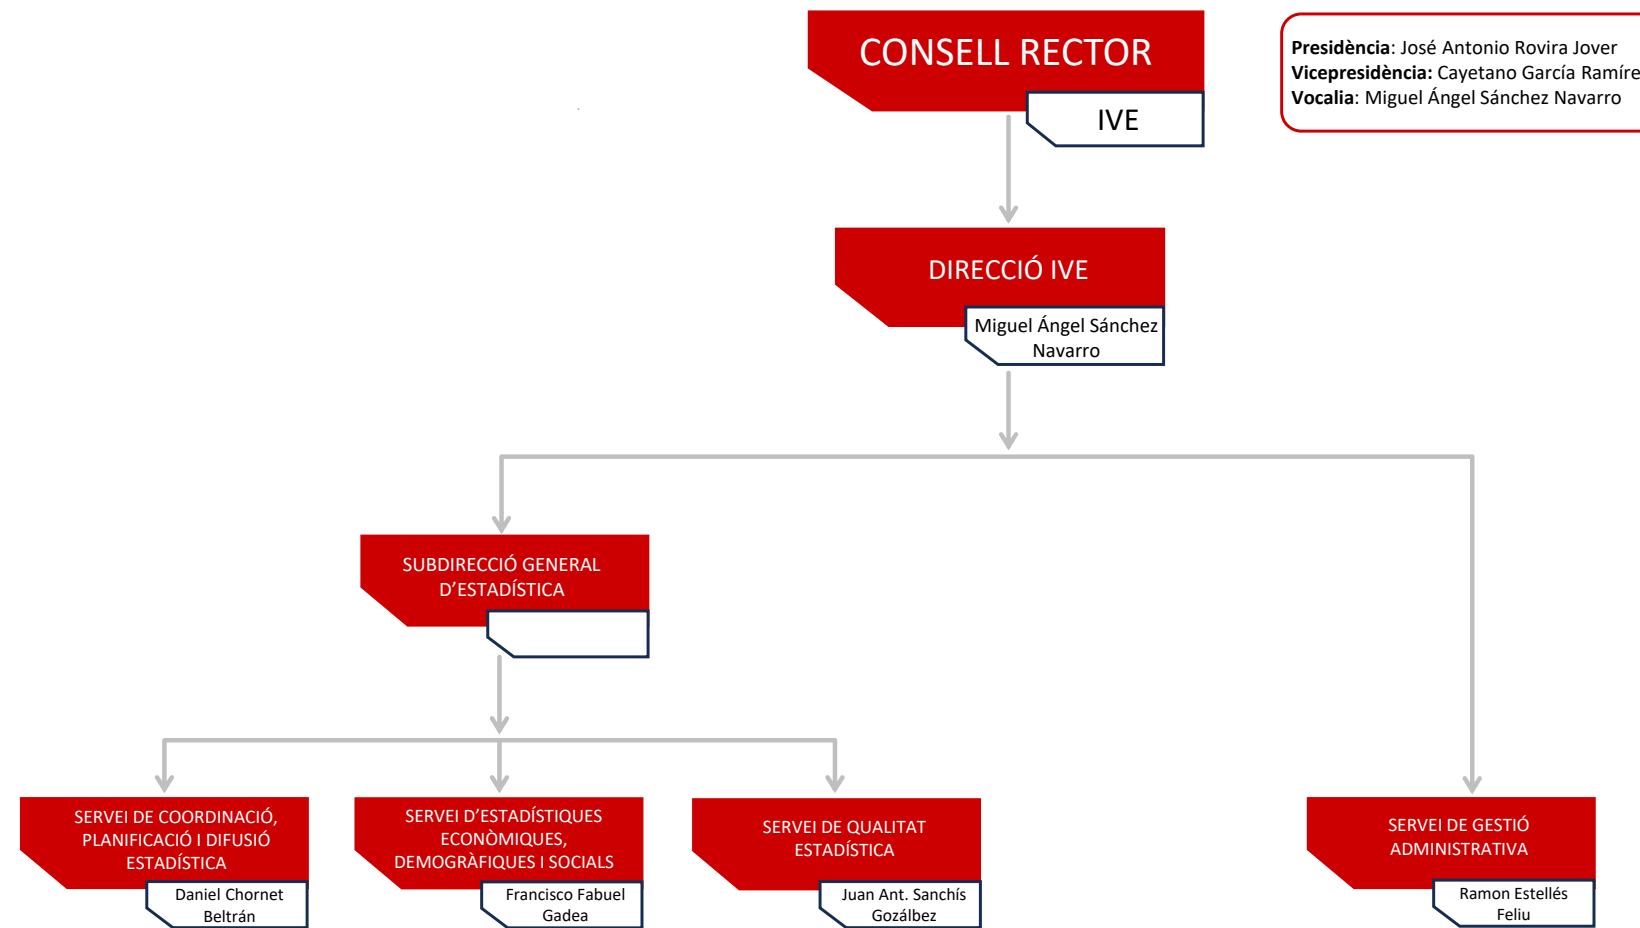 CONSELL RECTOR
IVE
Presidència: José Antonio Rovira Jover
Vicepresidència: Cayetano García Ramíre
Vocalia: Miguel Ángel Sánchez Navarro
DIRECCIÓ IVE
Miguel Ángel Sánchez
Navarro
SUBDIRECCIÓ GENERAL
D’ESTADÍSTICA
SERVEI DE COORDINACIÓ,
PLANIFICACIÓ I DIFUSIÓ
ESTADÍSTICA
Daniel Chornet
Beltrán
SERVEI D’ESTADÍSTIQUES
ECONÒMIQUES,
DEMOGRÀFIQUES I SOCIALS
Francisco Fabuel
Gadea
SERVEI DE QUALITAT
ESTADÍSTICA
Juan Ant. Sanchís
Gozálbez
SERVEI DE GESTIÓ
ADMINISTRATIVA
Ramon Estellés
Feliu